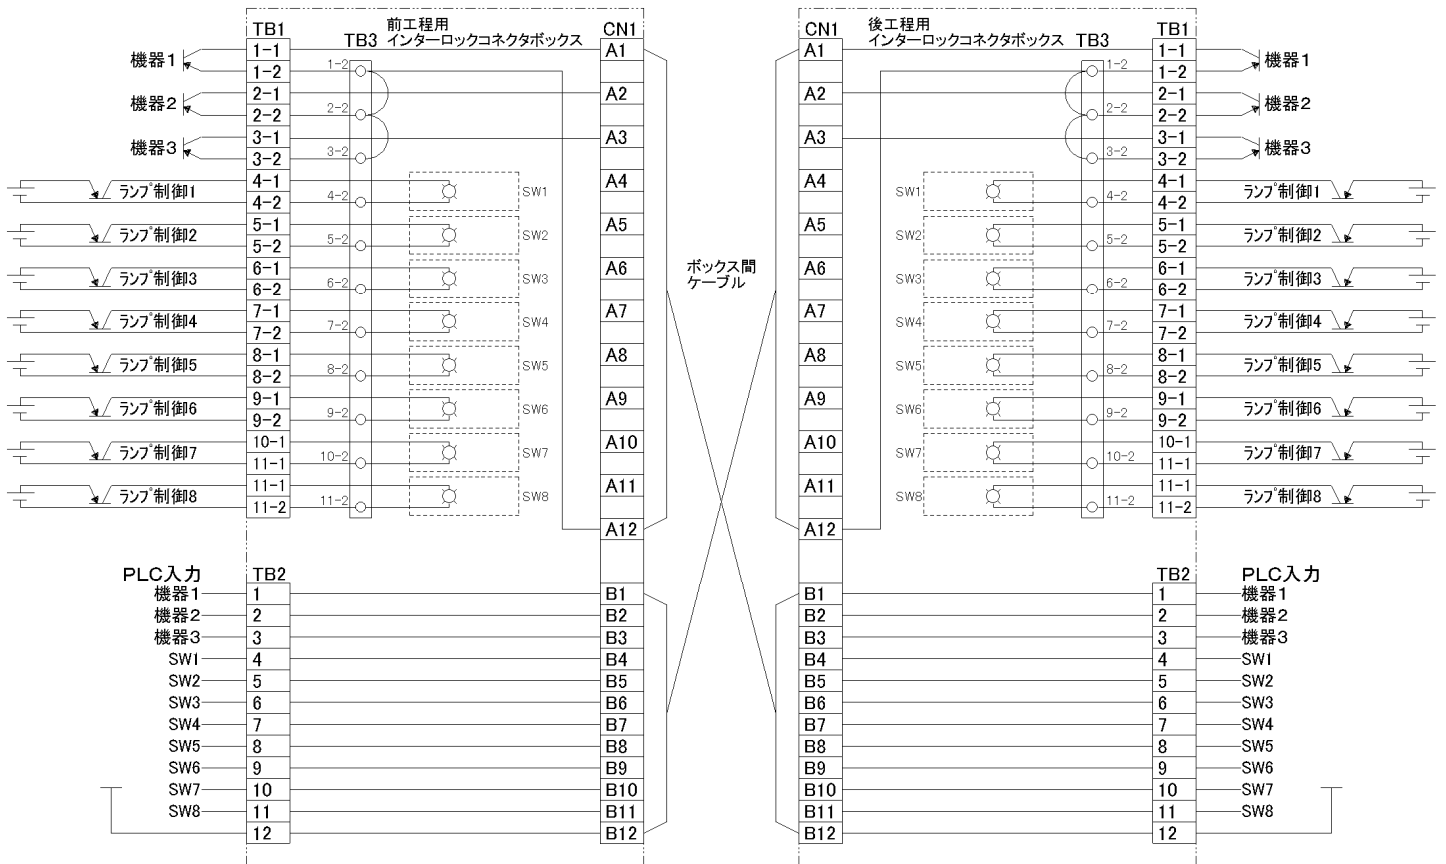 前工程用
インターロックコネクタボックス
TB1
TB3
CN1
機器1
機器2
機器3
1-1
1-2
2-1
2-2
3-1
3-2
4-1
4-2
5-1
5-2
6-1
6-2
7-1
7-2
8-1
8-2
9-1
9-2
10-1
11-1
11-1
11-2
ランプ制御1
ランプ制御2
ランプ制御3
ランプ制御4
ランプ制御5
ランプ制御6
ランプ制御7
ランプ制御8
1-2
2-2
3-2
4-2
5-2
6-2
7-2
8-2
9-2
10-2
11-2
SW1
SW2
SW3
SW4
SW5
SW6
SW7
SW8
A1
A2
A3
A4
A5
A6
A7
A8
A9
A10
A11
A12
PLC入力
TB2
機器1
機器2
機器3
SW1
SW2
SW3
SW4
SW5
SW6
SW7
SW8
1
2
3
4
5
6
7
8
9
10
11
12
B1
B2
B3
B4
B5
B6
B7
B8
B9
B10
B11
B12
ボックス間
ケーブル
後工程用
インターロックコネクタボックス
CN1
TB3
TB1
A1
A2
A3
A4
A5
A6
A7
A8
A9
A10
A11
A12
SW1
SW2
SW3
SW4
SW5
SW6
SW7
SW8
1-2
2-2
3-2
4-2
5-2
6-2
7-2
8-2
9-2
10-2
11-2
1-1
1-2
2-1
2-2
3-1
3-2
4-1
4-2
5-1
5-2
6-1
6-2
7-1
7-2
8-1
8-2
9-1
9-2
10-1
11-1
11-1
11-2
機器1
機器2
機器3
ランプ制御1
ランプ制御2
ランプ制御3
ランプ制御4
ランプ制御5
ランプ制御6
ランプ制御7
ランプ制御8
B1
B2
B3
B4
B5
B6
B7
B8
B9
B10
B11
B12
TB2
PLC入力
1
2
3
4
5
6
7
8
9
10
11
12
機器1
機器2
機器3
SW1
SW2
SW3
SW4
SW5
SW6
SW7
SW8